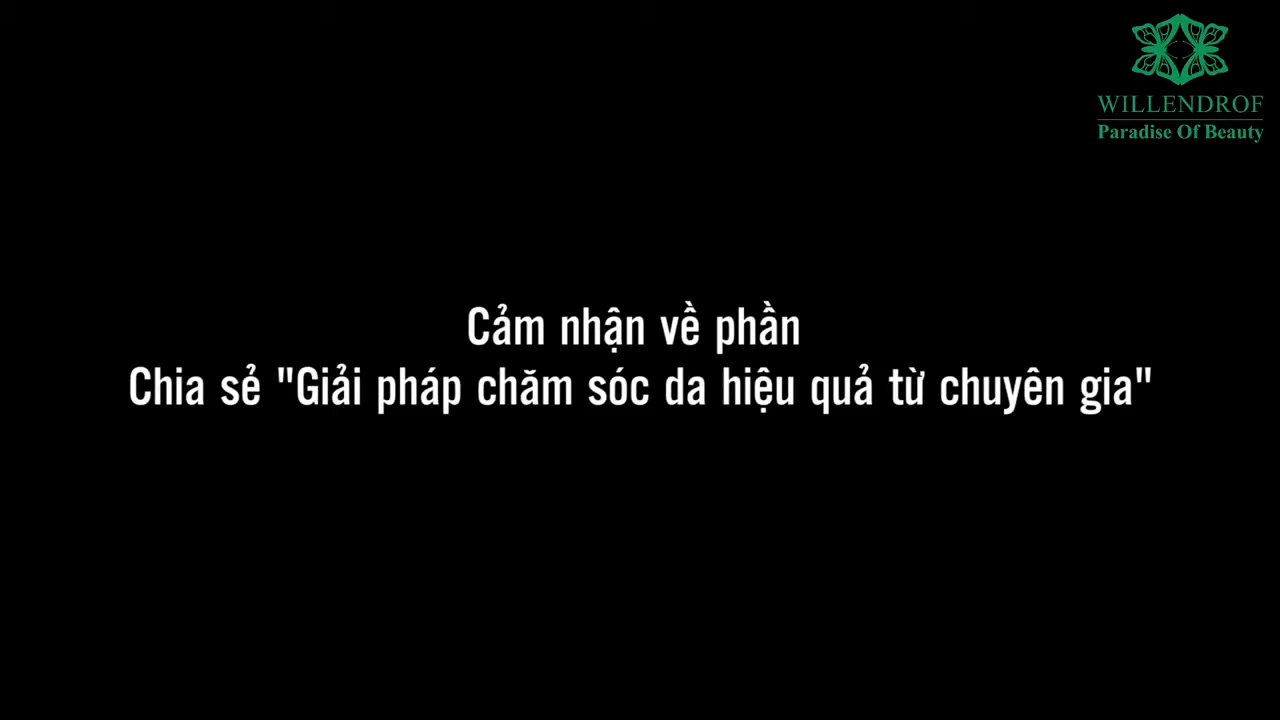 WILLENDROF
Paradise Of Beauty
Cảm nhận về phần
Chia sẻ "Giải pháp chăm sóc da hiệu quả từ chuyên gia"